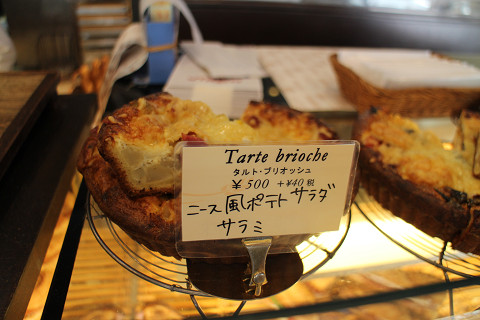 Tarte brioche
タルト・ブリオッシュ
￥500 +￥40税
ニース風ポテトサラダ
サラミ